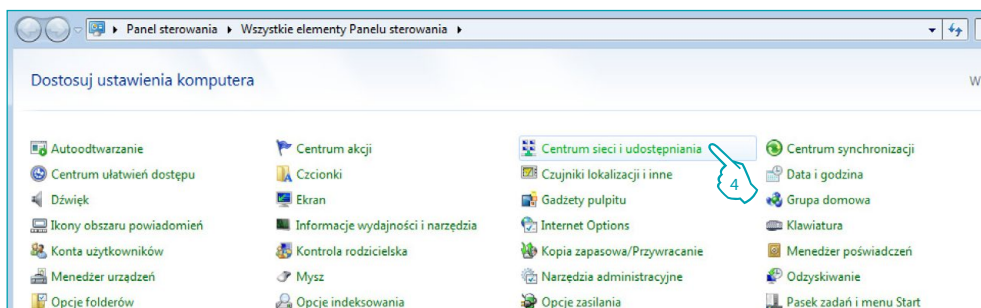 Panel sterowania Wszystkie elementy Panelu sterowania
Dostosuj ustawienia komputera
W
Autoodtwarzanie Centrum akcji Centrum sieci i udostępniania Centrum synchronizacji
Centrum ułatwień dostępu Czcionki Czujniki lokalizacji i inne Data i godzina
4
Dźwięk Ekran Gadżety pulpitu Grupa domowa
Ikony obszaru powiadomień Informacje wydajności i narzędzia Internet Options Klawiatura
Konta użytkowników Kontrola rodzicielska Kopia zapasowa/Przywracanie Menedżer poświadczeń
Menedżer urządzeń Mysz Narzędzia administracyjne Odzyskiwanie
Opcje folderów Opcje indeksowania Opcje zasilania Pasek zadań i menu Start